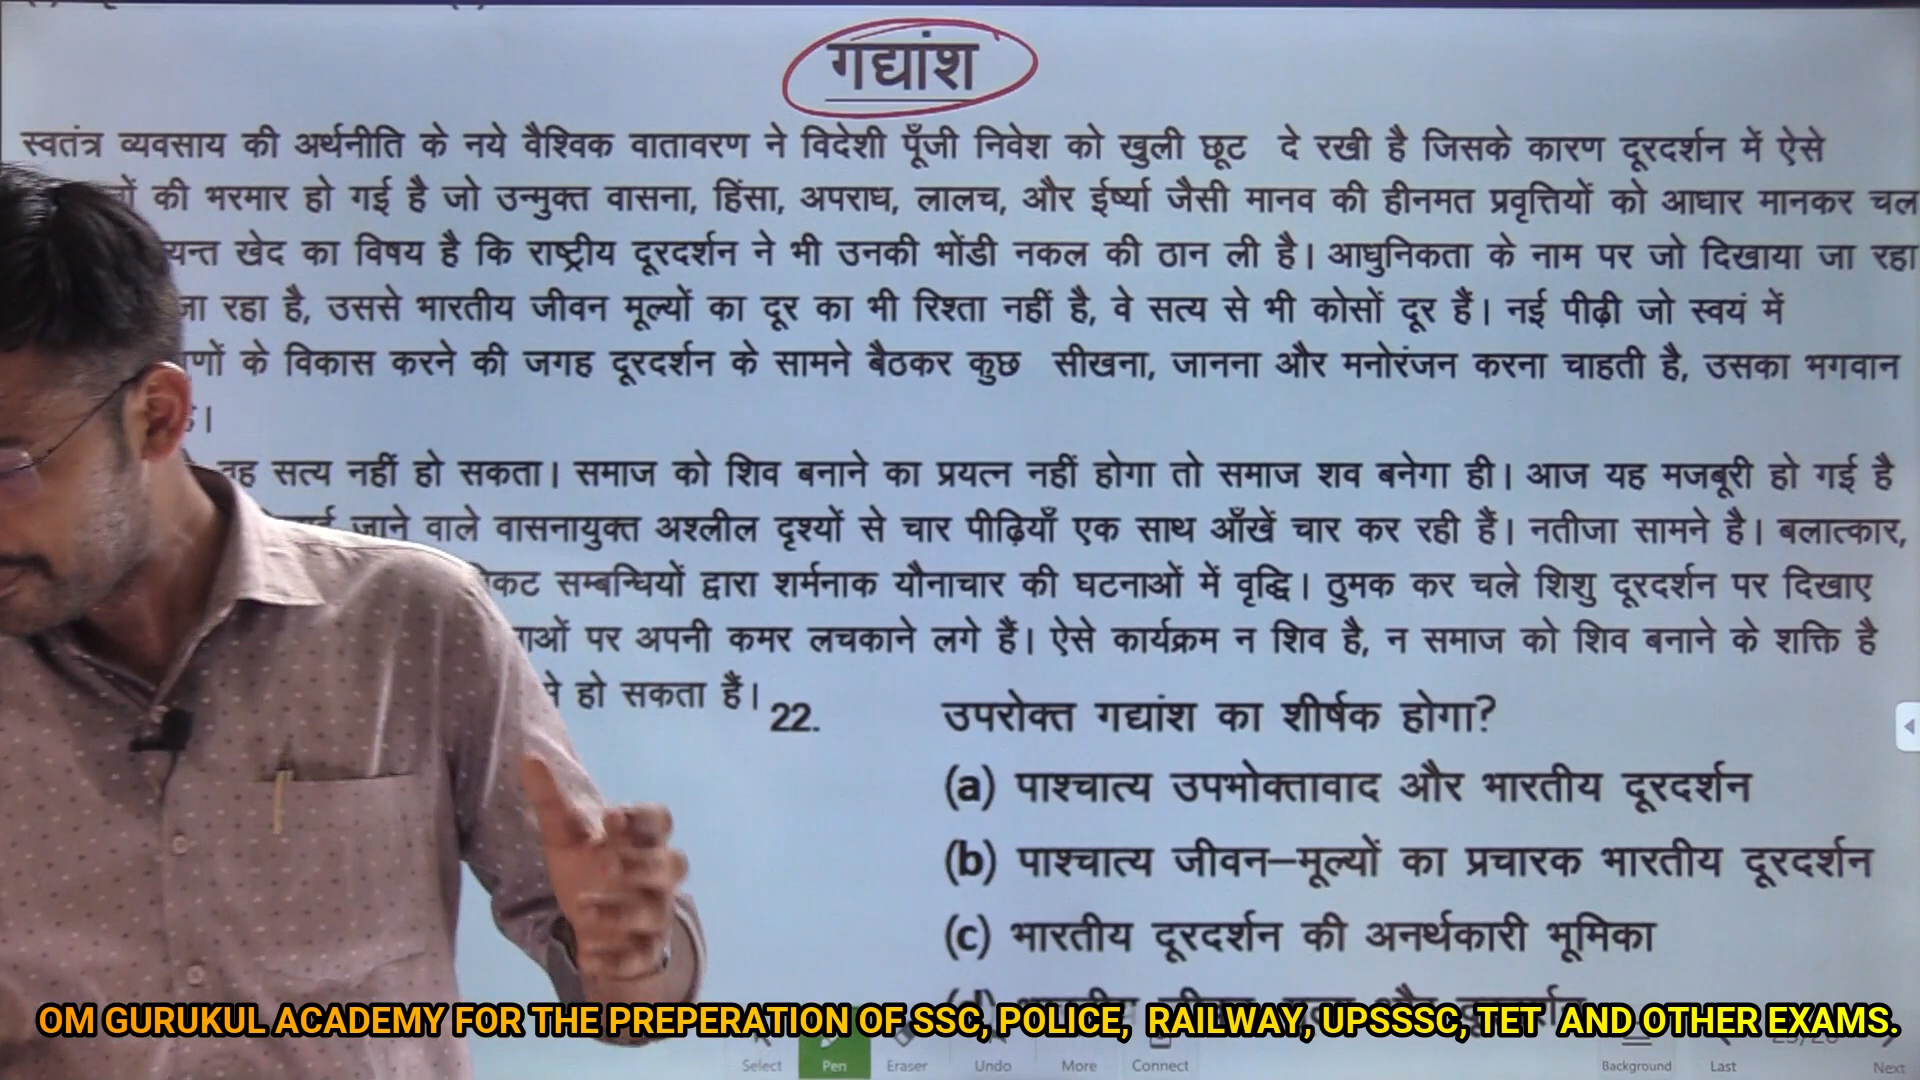 गद्यांश
स्वतंत्र व्यवसाय की अर्थनीति के नये वैश्विक वातावरण ने विदेशी पूँजी निवेश को खुली छूट दे रखी है जिसके कारण दूरदर्शन में ऐसे
की भरमार हो गई है जो उन्मुक्त वासना, हिंसा, अपराध, लालच, और ईर्ष्या जैसी मानव की हीनमत प्रवृत्तियों को आधार मानकर चल
खेद का विषय है कि राष्ट्रीय दूरदर्शन ने भी उनकी भोंडी नकल की ठान ली है। आधुनिकता के नाम पर जो दिखाया जा रहा
जा रहा है, उससे भारतीय जीवन मूल्यों का दूर का भी रिश्ता नहीं है, वे सत्य से भी कोसों दूर हैं। नई पीढ़ी जो स्वयं में
के विकास करने की जगह दूरदर्शन के सामने बैठकर कुछ सीखना, जानना और मनोरंजन करना चाहती है, उसका भगवान
वह सत्य नहीं हो सकता। समाज को शिव बनाने का प्रयत्न नहीं होगा तो समाज शव बनेगा ही। आज यह मजबूरी हो गई है
जाने वाले वासनायुक्त अश्लील दृश्यों से चार पीढ़ियाँ एक साथ आँखें चार कर रही हैं। नतीजा सामने है। बलात्कार,
सम्बन्धियों द्वारा शर्मनाक यौनाचार की घटनाओं में वृद्धि। ठुमक कर चले शिशु दूरदर्शन पर दिखाए
पर अपनी कमर लचकाने लगे हैं। ऐसे कार्यक्रम न शिव है, न समाज को शिव बनाने के शक्ति है
हो सकता हैं।
22. उपरोक्त गद्यांश का शीर्षक होगा?
(a) पाश्चात्य उपभोक्तावाद और भारतीय दूरदर्शन
(b) पाश्चात्य जीवन–मूल्यों का प्रचारक भारतीय दूरदर्शन
(c) भारतीय दूरदर्शन की अनर्थकारी भूमिका
OM GURUKUL ACADEMY FOR THE PREPERATION OF SSC, POLICE, RAILWAY, UPSSSC, TET AND OTHER EXAMS.
Select Pen Eraser Undo More Connect Background Last Next